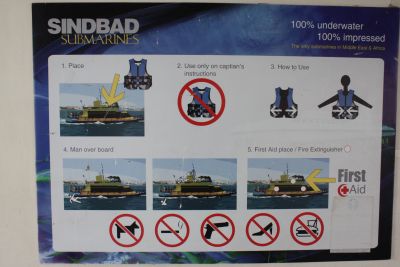 SINDBAD
SUBMARINES
100% underwater
100% impressed
The only submarines in Middle East & Africa
1. Place
2. Use only on captian's
instructions
3. How to Use
4. Man over board
5. First Aid place / Fire Extinguisher
First
Aid